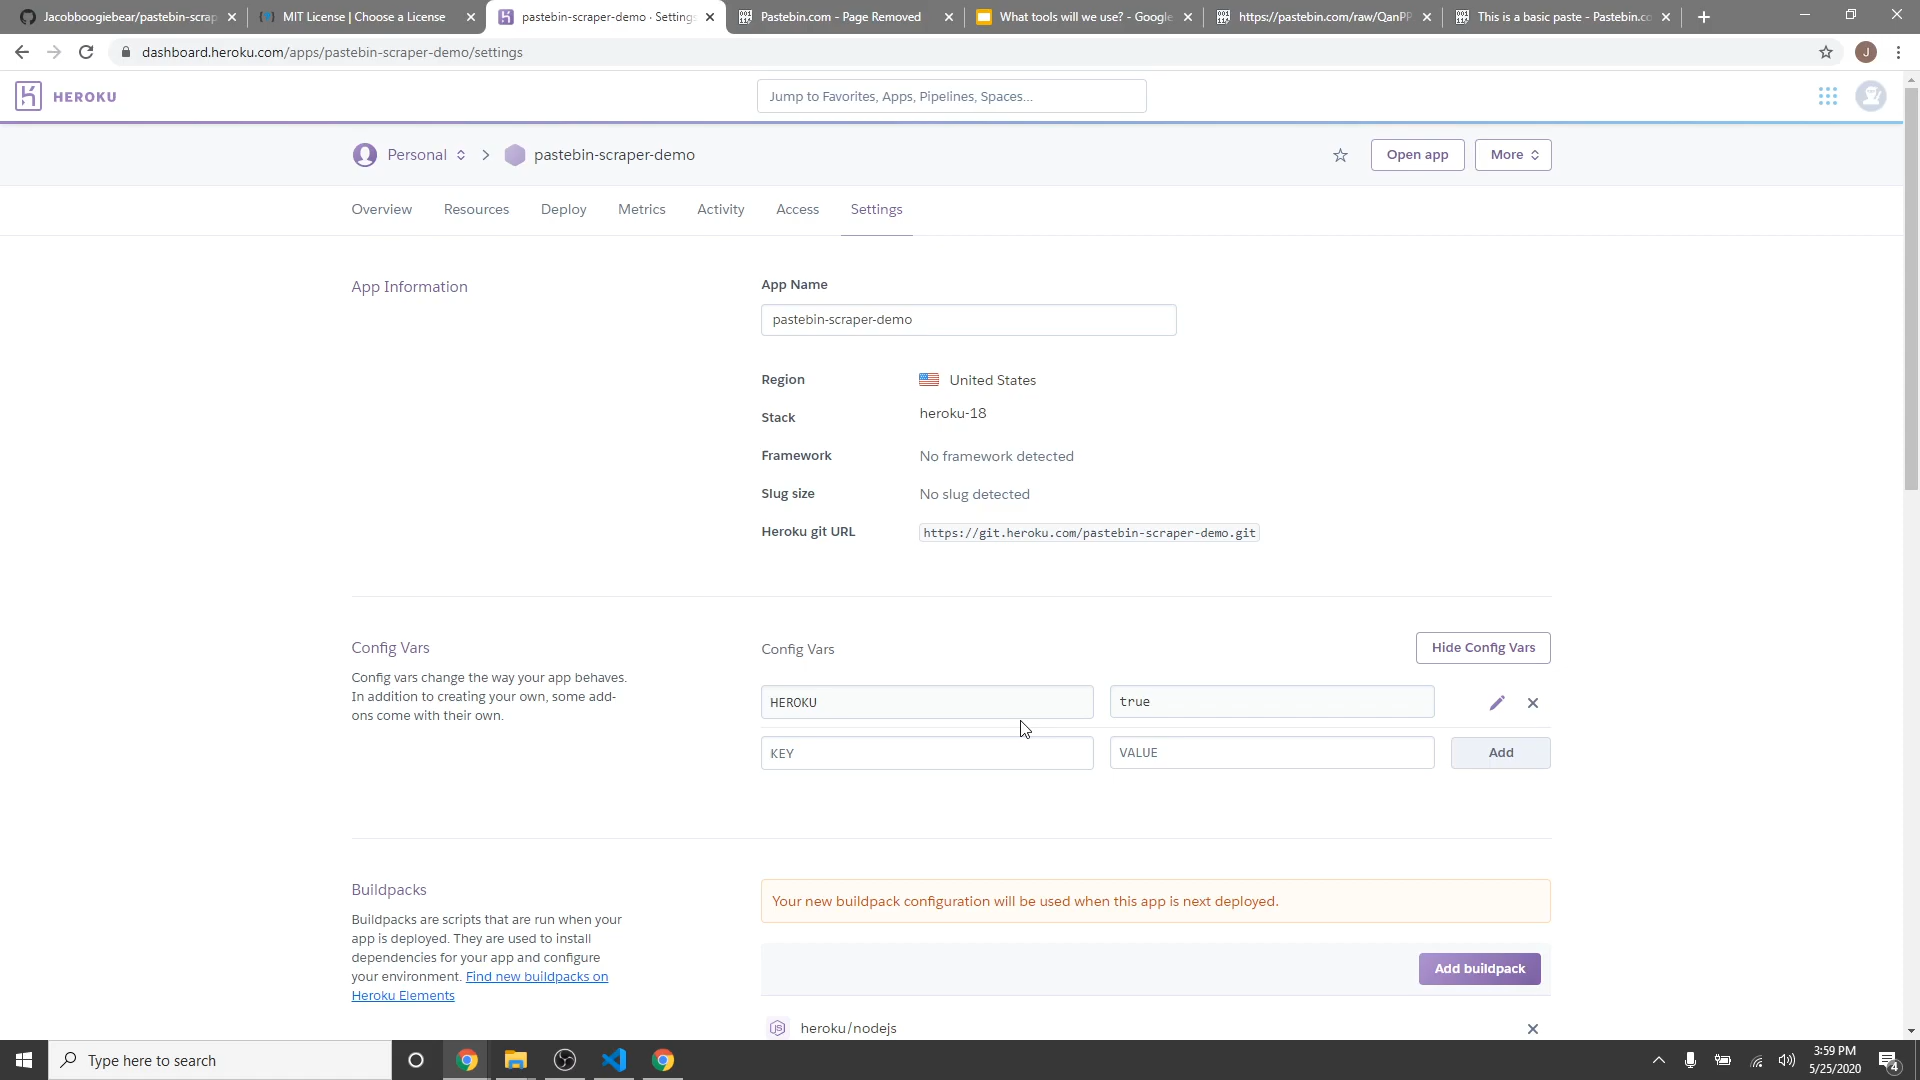 Jacobboogiebear/pastebin-scrap
MIT License | Choose a License
pastebin-scraper-demo · Settings
Pastebin.com - Page Removed
What tools will we use? - Google
https://pastebin.com/raw/QanPP
This is a basic paste - Pastebin.co
dashboard.heroku.com/apps/pastebin-scraper-demo/settings
J
HEROKU
Jump to Favorites, Apps, Pipelines, Spaces...
Personal
pastebin-scraper-demo
Open app
More
Overview
Resources
Deploy
Metrics
Activity
Access
Settings
App Information
App Name
pastebin-scraper-demo
Region
United States
Stack
heroku-18
Framework
No framework detected
Slug size
No slug detected
Heroku git URL
https://git.heroku.com/pastebin-scraper-demo.git
Config Vars
Config vars change the way your app behaves.
In addition to creating your own, some add-
ons come with their own.
Config Vars
Hide Config Vars
HEROKU
true
KEY
VALUE
Add
Buildpacks
Buildpacks are scripts that are run when your
app is deployed. They are used to install
dependencies for your app and configure
your environment. Find new buildpacks on
Heroku Elements
Your new buildpack configuration will be used when this app is next deployed.
Add buildpack
heroku/nodejs
Type here to search
3:59 PM
5/25/2020
4